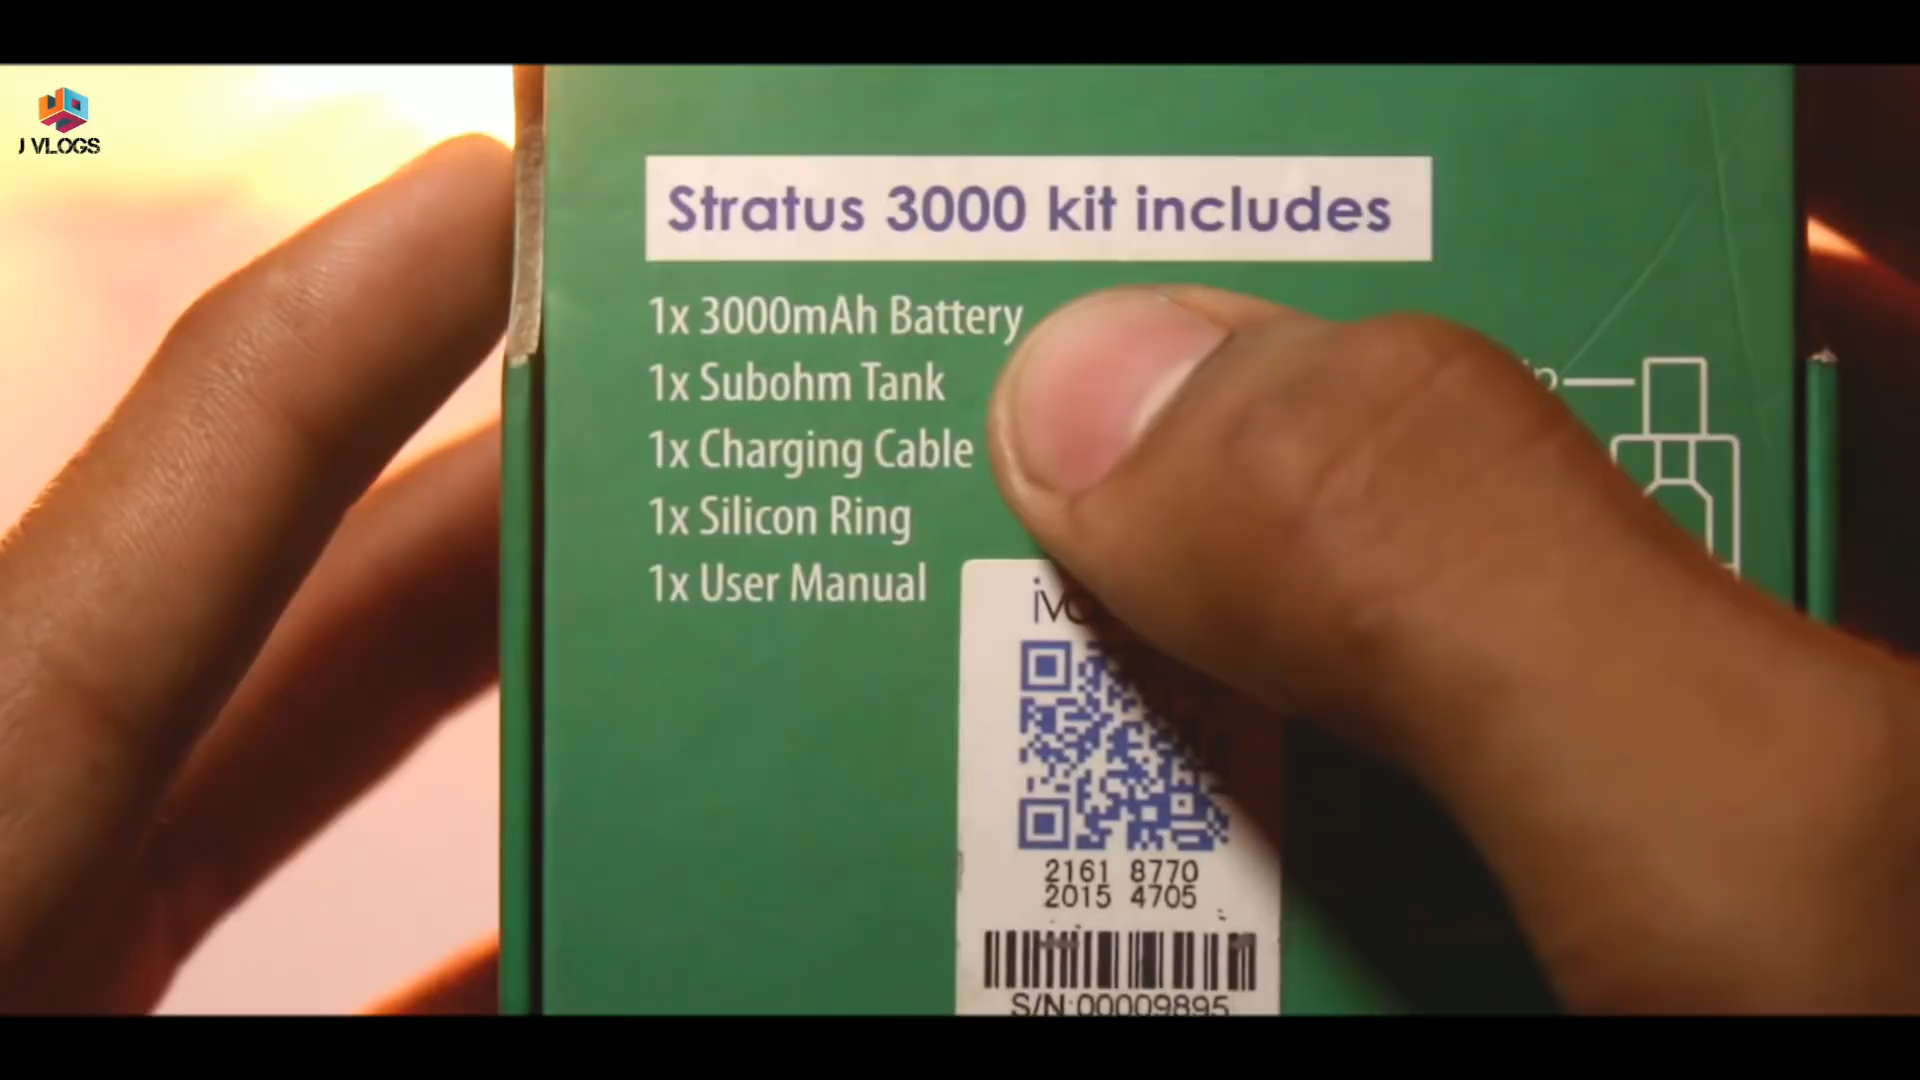 J VLOGS
Stratus 3000 kit includes
1x 3000mAh Battery
1x Subohm Tank
1x Charging Cable
1x Silicon Ring
1x User Manual
2161 8770
2015 4705
S/N:00009895